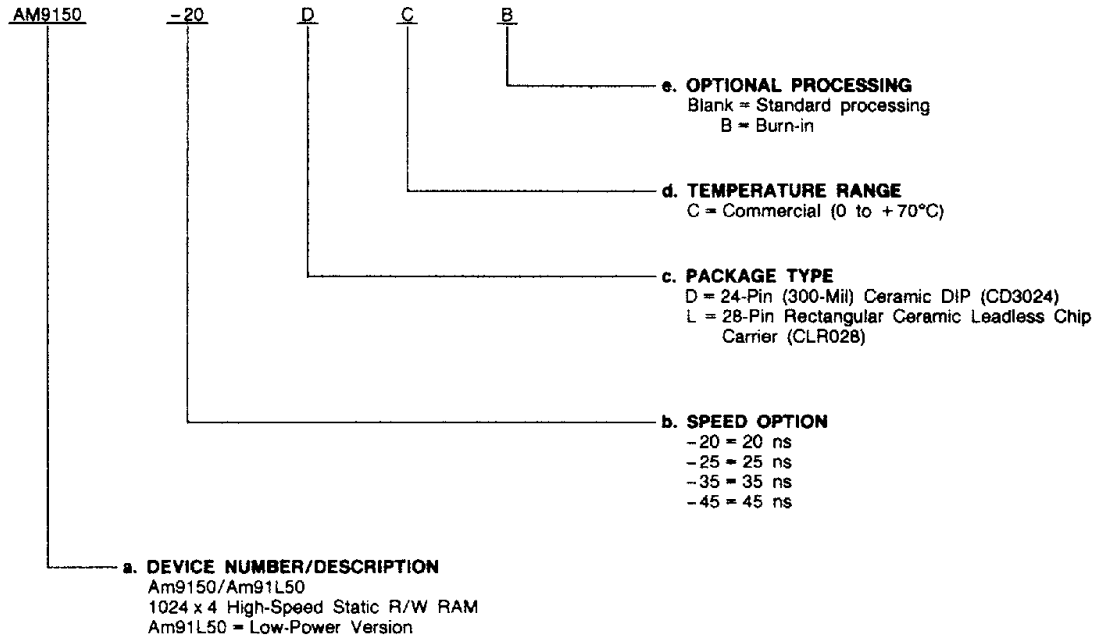 AM9150 -20 D C B
e. OPTIONAL PROCESSING
Blank = Standard processing
B = Burn-in
d. TEMPERATURE RANGE
C = Commercial (0 to +70°C)
c. PACKAGE TYPE
D = 24-Pin (300-Mil) Ceramic DIP (CD3024)
L = 28-Pin Rectangular Ceramic Leadless Chip
Carrier (CLR028)
b. SPEED OPTION
-20 = 20 ns
-25 = 25 ns
-35 = 35 ns
-45 = 45 ns
a. DEVICE NUMBER/DESCRIPTION
Am9150/Am91L50
1024 x 4 High-Speed Static R/W RAM
Am91L50 = Low-Power Version